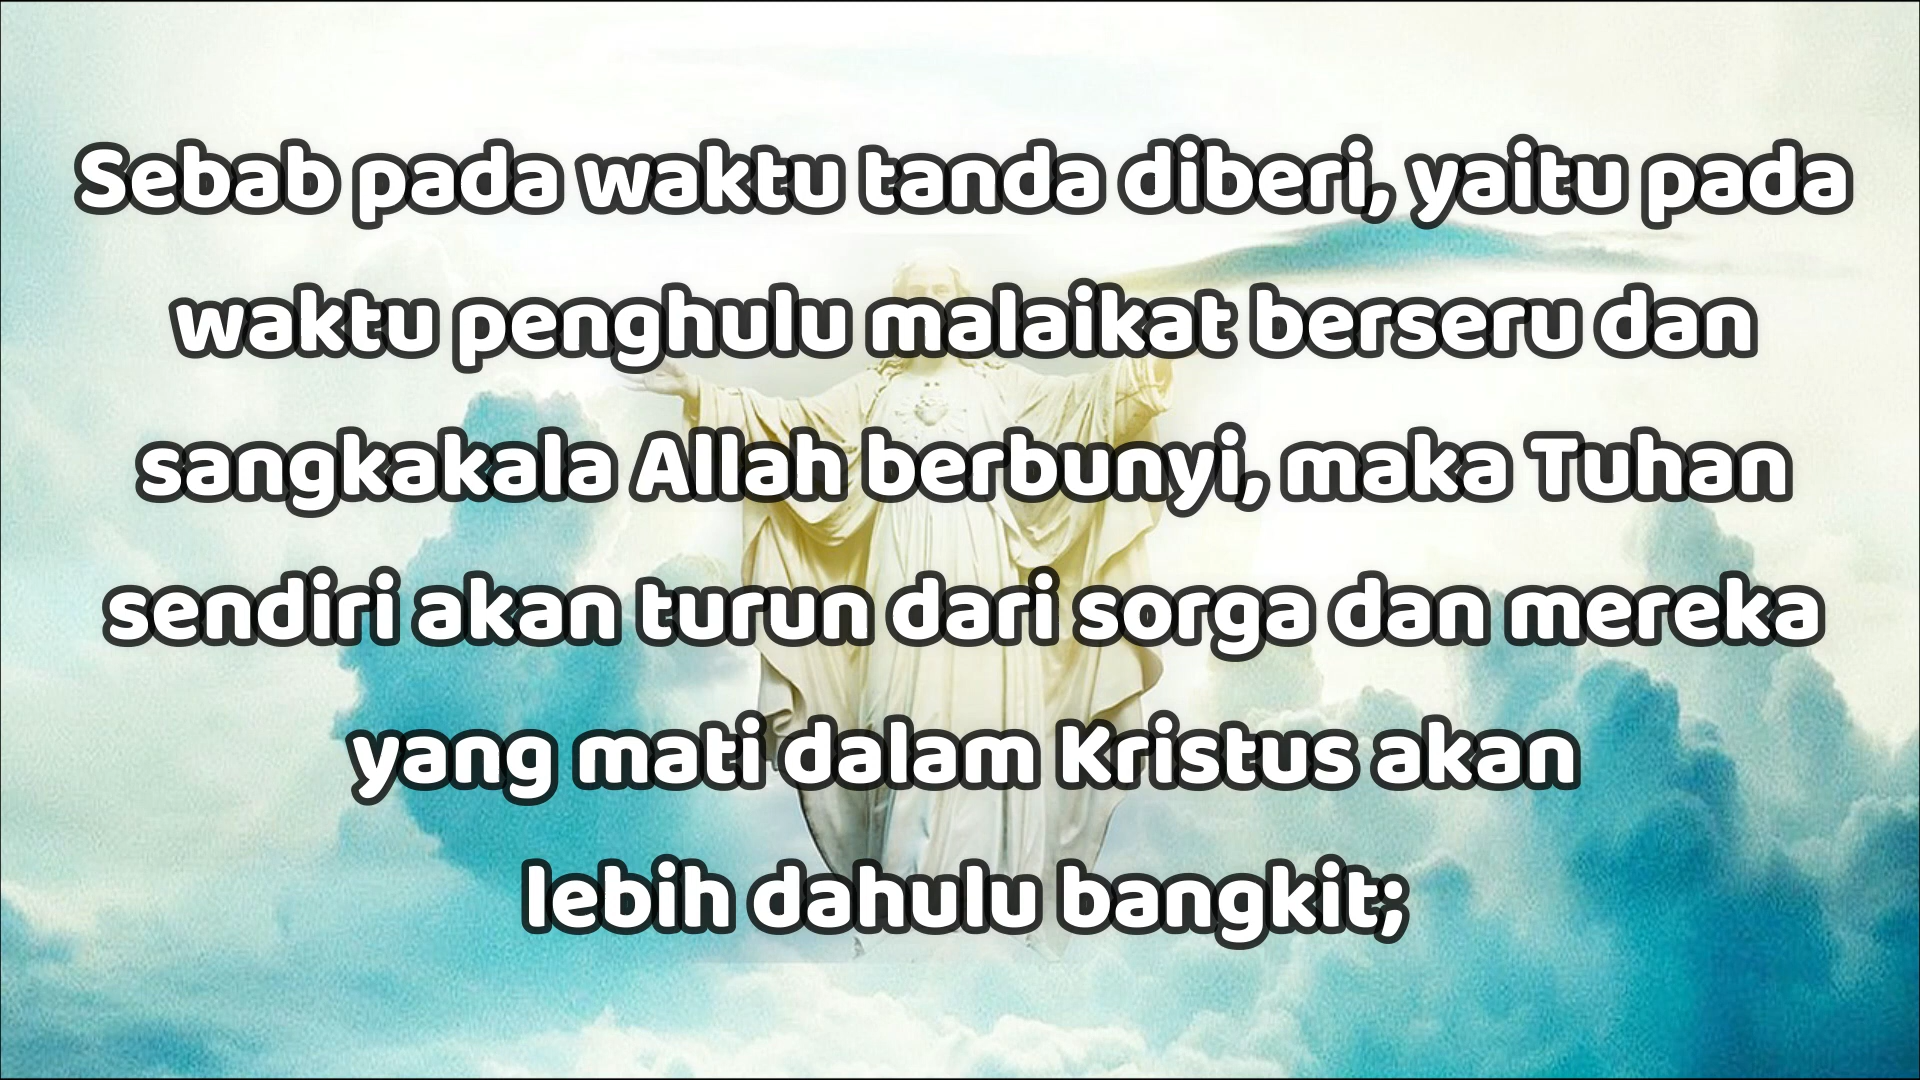 Sebab pada waktu tanda diberi, yaitu pada
waktu penghulu malaikat berseru dan
sangkakala Allah berbunyi, maka Tuhan
sendiri akan turun dari sorga dan mereka
yang mati dalam Kristus akan
lebih dahulu bangkit;